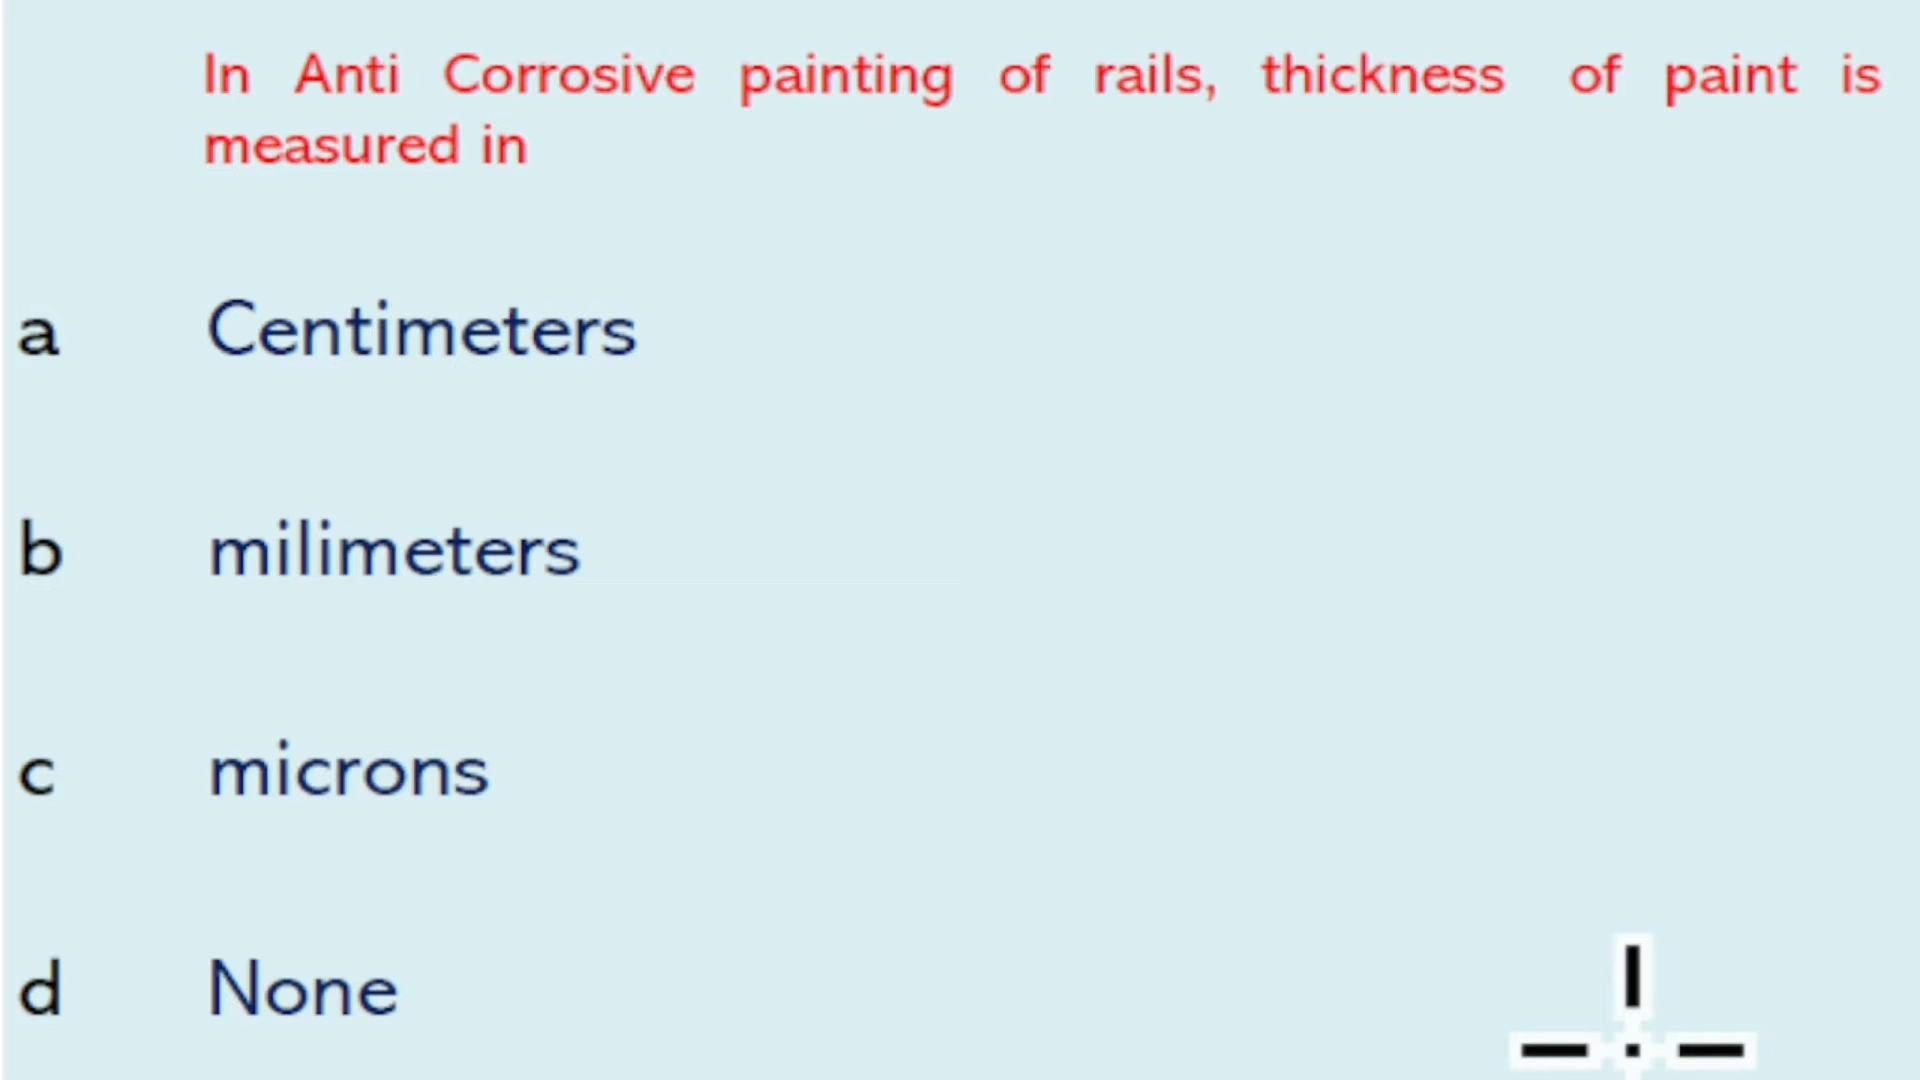 In Anti Corrosive painting of rails, thickness of paint is
measured in
a Centimeters
b milimeters
c microns
d None